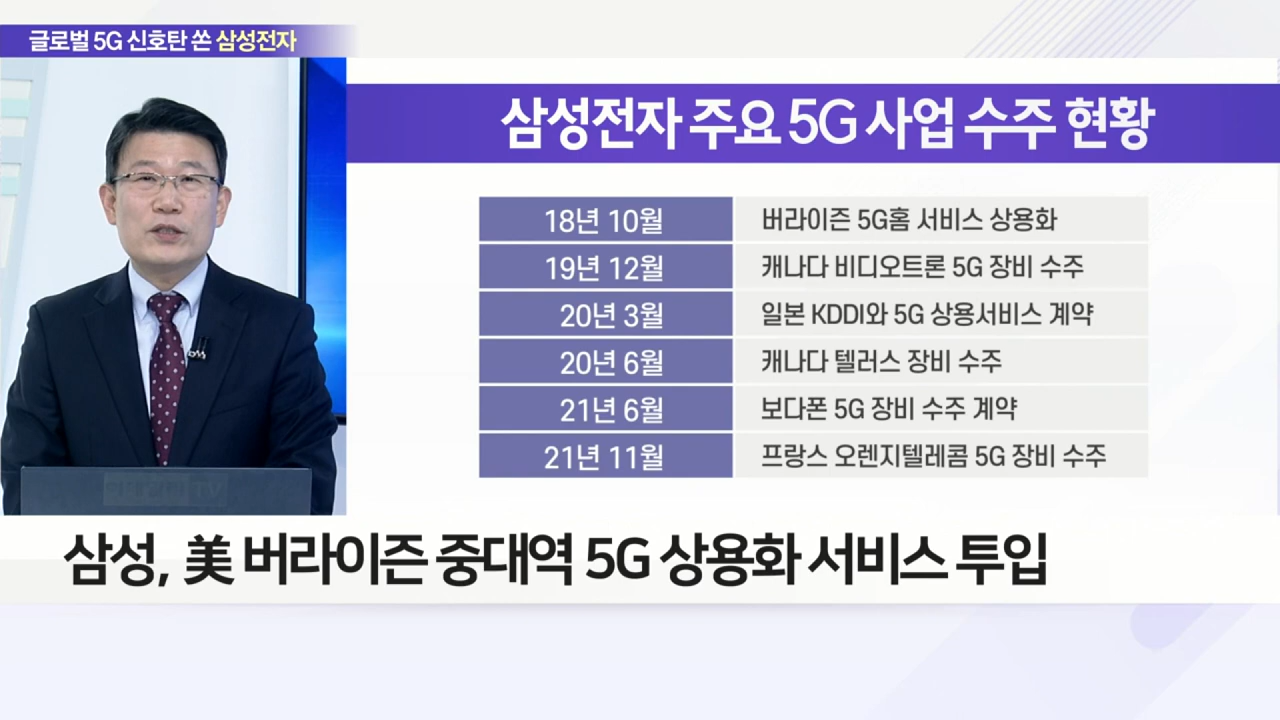 글로벌 5G 신호탄 쏜 삼성전자
삼성전자 주요 5G 사업 수주 현황
18년 10월 버라이즌 5G홈 서비스 상용화
19년 12월 캐나다 비디오트론 5G 장비 수주
20년 3월 일본 KDDI와 5G 상용서비스 계약
20년 6월 캐나다 텔러스 장비 수주
21년 6월 보다폰 5G 장비 수주 계약
21년 11월 프랑스 오렌지텔레콤 5G 장비 수주
삼성, 美 버라이즌 중대역 5G 상용화 서비스 투입